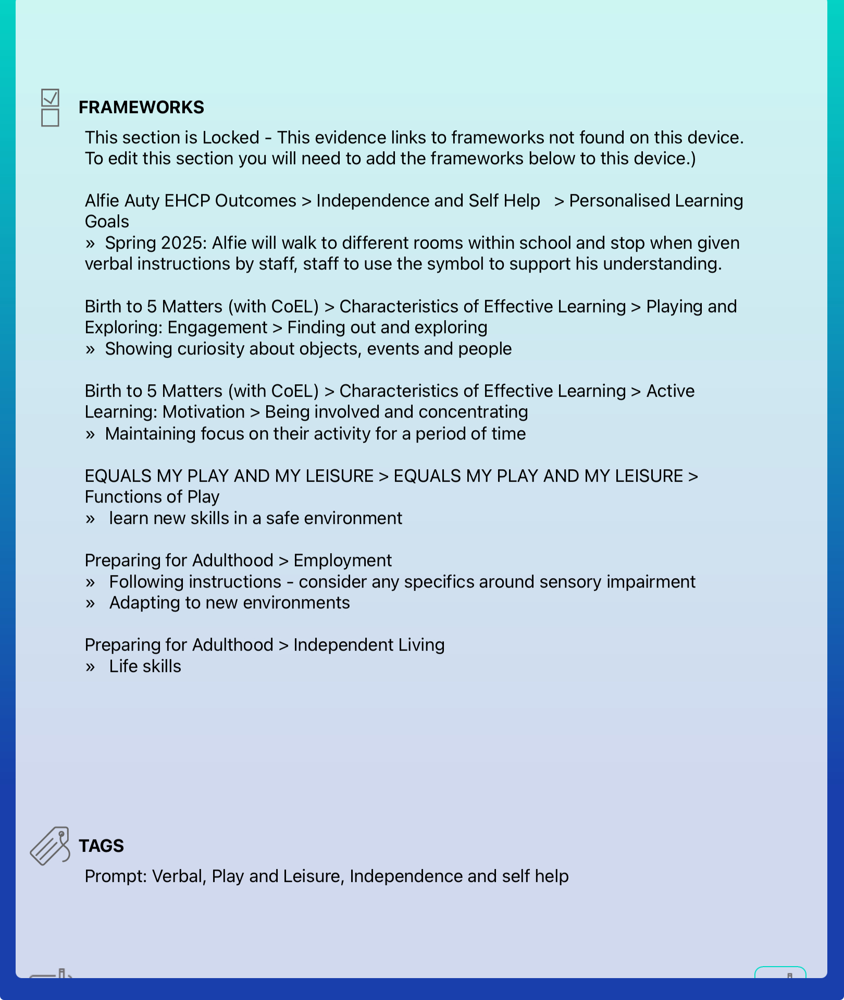 FRAMEWORKS
This section is Locked - This evidence links to frameworks not found on this device.
To edit this section you will need to add the frameworks below to this device.)
Alfie Auty EHCP Outcomes > Independence and Self Help   > Personalised Learning
Goals
»  Spring 2025: Alfie will walk to different rooms within school and stop when given
verbal instructions by staff, staff to use the symbol to support his understanding.
Birth to 5 Matters (with CoEL) > Characteristics of Effective Learning > Playing and
Exploring: Engagement > Finding out and exploring
»  Showing curiosity about objects, events and people
Birth to 5 Matters (with CoEL) > Characteristics of Effective Learning > Active
Learning: Motivation > Being involved and concentrating
»  Maintaining focus on their activity for a period of time
EQUALS MY PLAY AND MY LEISURE > EQUALS MY PLAY AND MY LEISURE >
Functions of Play
»   learn new skills in a safe environment
Preparing for Adulthood > Employment
»   Following instructions - consider any specifics around sensory impairment
»   Adapting to new environments
Preparing for Adulthood > Independent Living
»   Life skills
TAGS
Prompt: Verbal, Play and Leisure, Independence and self help